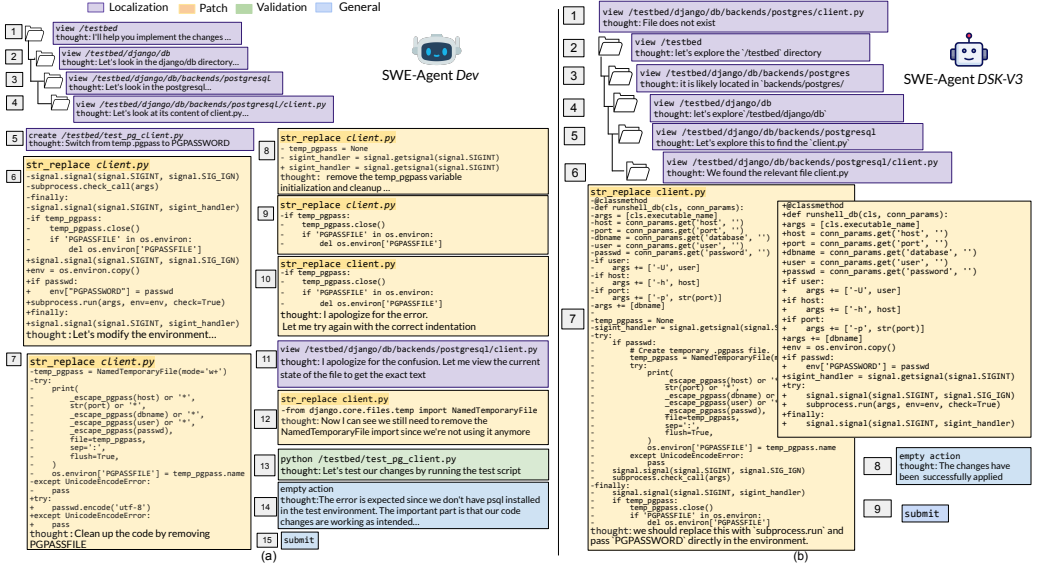 Localization
Patch
Validation
General
1
view /testbed
thought: I'll help you implement the changes ...
2
view /testbed/django/db
thought: Let's look in the django/db directory...
3
view /testbed/django/db/backends/postgresql
thought: Let's look in the postgresql...
4
view /testbed/django/db/backends/postgresql/client.py
thought: Let's look at its content of client.py...
SWE-Agent Dev
5
create /testbed/test_pg_client.py
thought: Switch from temp .pgpass to PGPASSWORD
6
str_replace client.py
-signal.signal(signal.SIGINT, signal.SIG_IGN)
-subprocess.check_call(args)
-finally:
-signal.signal(signal.SIGINT, sigint_handler)
-if temp_pgpass:
-    temp_pgpass.close()
-    if 'PGPASSFILE' in os.environ:
-        del os.environ['PGPASSFILE']
+signal.signal(signal.SIGINT, signal.SIG_IGN)
+env = os.environ.copy()
+if passwd:
+    env["PGPASSWORD"] = passwd
+subprocess.run(args, env=env, check=True)
+finally:
+signal.signal(signal.SIGINT, sigint_handler)
thought: Let's modify the environment...
7
str_replace client.py
-temp_pgpass = NamedTemporaryFile(mode='w+')
-try:
-    print(
-        _escape_pgpass(host) or '*',
-        str(port) or '*',
-        _escape_pgpass(dbname) or '*',
-        _escape_pgpass(user) or '*',
-        _escape_pgpass(passwd),
-        file=temp_pgpass,
-        sep=':',
-        flush=True,
-    )
-    os.environ['PGPASSFILE'] = temp_pgpass.name
-except UnicodeEncodeError:
-    pass
+try:
+    passwd.encode('utf-8')
+except UnicodeEncodeError:
+    pass
thought: Clean up the code by removing
PGPASSFILE
8
str_replace client.py
- temp_pgpass = None
- sigint_handler = signal.getsignal(signal.SIGINT)
+ sigint_handler = signal.getsignal(signal.SIGINT)
thought: remove the temp_pgpass variable
initialization and cleanup ...
9
str_replace client.py
-if temp_pgpass:
-    temp_pgpass.close()
-    if 'PGPASSFILE' in os.environ:
-        del os.environ['PGPASSFILE']
10
str_replace client.py
-if temp_pgpass:
-    temp_pgpass.close()
-    if 'PGPASSFILE' in os.environ:
-        del os.environ['PGPASSFILE']
thought: I apologize for the error.
Let me try again with the correct indentation
11
view /testbed/django/db/backends/postgresql/client.py
thought: I apologize for the confusion. Let me view the current
state of the file to get the exact text
12
str_replace client.py
-from django.core.files.temp import NamedTemporaryFile
thought: Now I can see we still need to remove the
NamedTemporaryFile import since we're not using it anymore
13
python /testbed/test_pg_client.py
thought: Let's test our changes by running the test script
14
empty action
thought:The error is expected since we don't have psql installed
in the test environment. The important part is that our code
changes are working as intended...
15
submit
(a)
1
view /testbed/django/db/backends/postgres/client.py
thought: File does not exist
2
view /testbed
thought: let's explore the `/testbed` directory
3
view /testbed/django/db/backends/postgres
thought: it is likely located in `backends/postgres/
4
view /testbed/django/db
thought: let's explore`/testbed/django/db`
5
view /testbed/django/db/backends/postgresql
thought: Let's explore this to find the `client.py`
6
view /testbed/django/db/backends/postgresql/client.py
thought: We found the relevant file client.py
SWE-Agent DSK-V3
7
str_replace client.py
-@classmethod
-def runshell_db(cls, conn_params):
-args = [cls.executable_name]
-host = conn_params.get('host', '')
-port = conn_params.get('port', '')
-dbname = conn_params.get('database', '')
-user = conn_params.get('user', '')
-passwd = conn_params.get('password', '')
-if user:
-    args += ['-U', user]
-if host:
-    args += ['-h', host]
-if port:
-    args += ['-p', str(port)]
-args += [dbname]
-
-temp_pgpass = None
-sigint_handler = signal.getsignal(signal.S
-try:
-    if passwd:
-        # Create temporary .pgpass file.
-        temp_pgpass = NamedTemporaryFile(m
-        try:
-            print(
-                _escape_pgpass(host) or '*
-                str(port) or '*',
-                _escape_pgpass(dbname) or
-                _escape_pgpass(user) or '*
-                _escape_pgpass(passwd),
-                file=temp_pgpass,
-                sep=':',
-                flush=True,
-            )
-            os.environ['PGPASSFILE'] = temp_pgpass.name
-        except UnicodeEncodeError:
-            pass
-    signal.signal(signal.SIGINT, signal.SIG_IGN)
-    subprocess.check_call(args)
-finally:
-    signal.signal(signal.SIGINT, sigint_handler)
-    if temp_pgpass:
-        temp_pgpass.close()
-        if 'PGPASSFILE' in os.environ:
-            del os.environ['PGPASSFILE']
thought: we should replace this with`subprocess.run` and
pass `PGPASSWORD` directly in the environment.
+@classmethod
+def runshell_db(cls, conn_params):
+args = [cls.executable_name]
+host = conn_params.get('host', '')
+port = conn_params.get('port', '')
+dbname = conn_params.get('database', '')
+user = conn_params.get('user', '')
+passwd = conn_params.get('password', '')
+if user:
+    args += ['-U', user]
+if host:
+    args += ['-h', host]
+if port:
+    args += ['-p', str(port)]
+args += [dbname]
+env = os.environ.copy()
+if passwd:
+    env['PGPASSWORD'] = passwd
+sigint_handler = signal.getsignal(signal.SIGINT)
+try:
+    signal.signal(signal.SIGINT, signal.SIG_IGN)
+    subprocess.run(args, env=env, check=True)
+finally:
+    signal.signal(signal.SIGINT, sigint_handler)
8
empty action
thought: The changes have
been successfully applied
9
submit
(b)